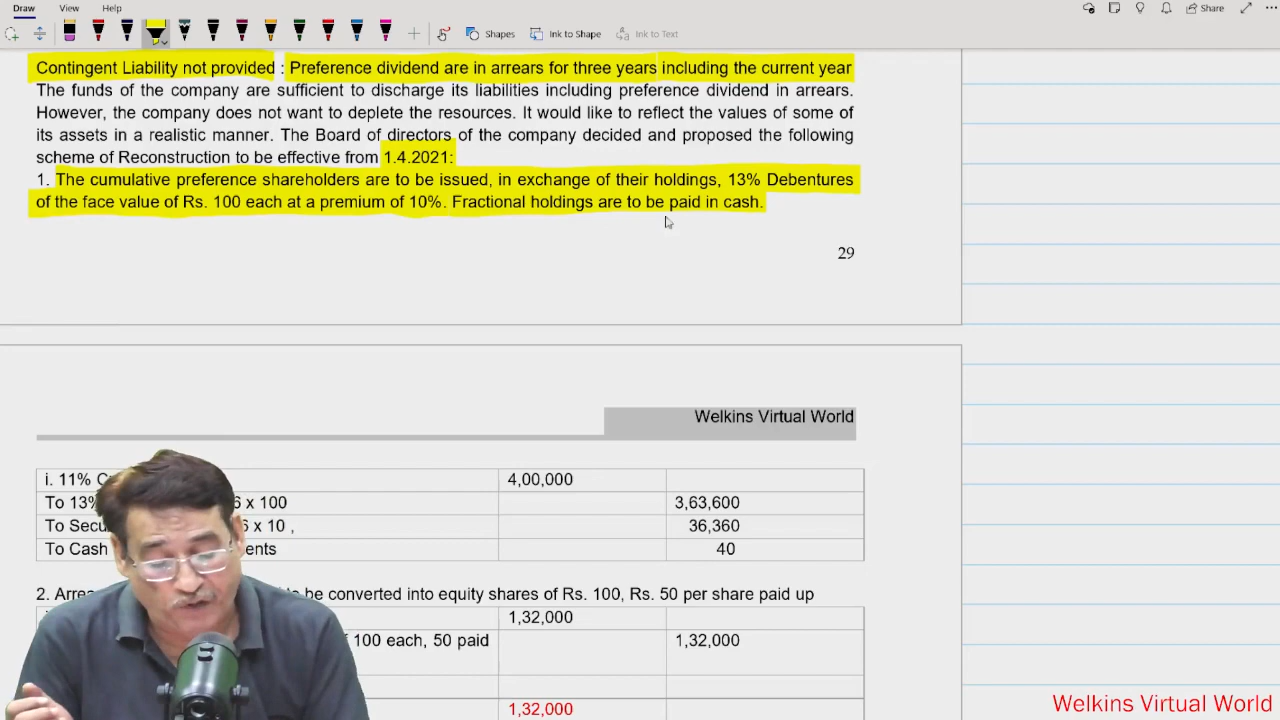 Draw View Help
Shapes Ink to Shape Ink to Text Share
Contingent Liability not provided : Preference dividend are in arrears for three years including the current year
The funds of the company are sufficient to discharge its liabilities including preference dividend in arrears.
However, the company does not want to deplete the resources. It would like to reflect the values of some of
its assets in a realistic manner. The Board of directors of the company decided and proposed the following
scheme of Reconstruction to be effective from 1.4.2021:
1. The cumulative preference shareholders are to be issued, in exchange of their holdings, 13% Debentures
of the face value of Rs. 100 each at a premium of 10%. Fractional holdings are to be paid in cash.
29
Welkins Virtual World
i. 11% 4,00,000
To 13% 6 x 100 3,63,600
To 6 x 10 , 36,360
To Cash 40
2. be converted into equity shares of Rs. 100, Rs. 50 per share paid up
1,32,000
100 each, 50 paid 1,32,000
1,32,000
Welkins Virtual World